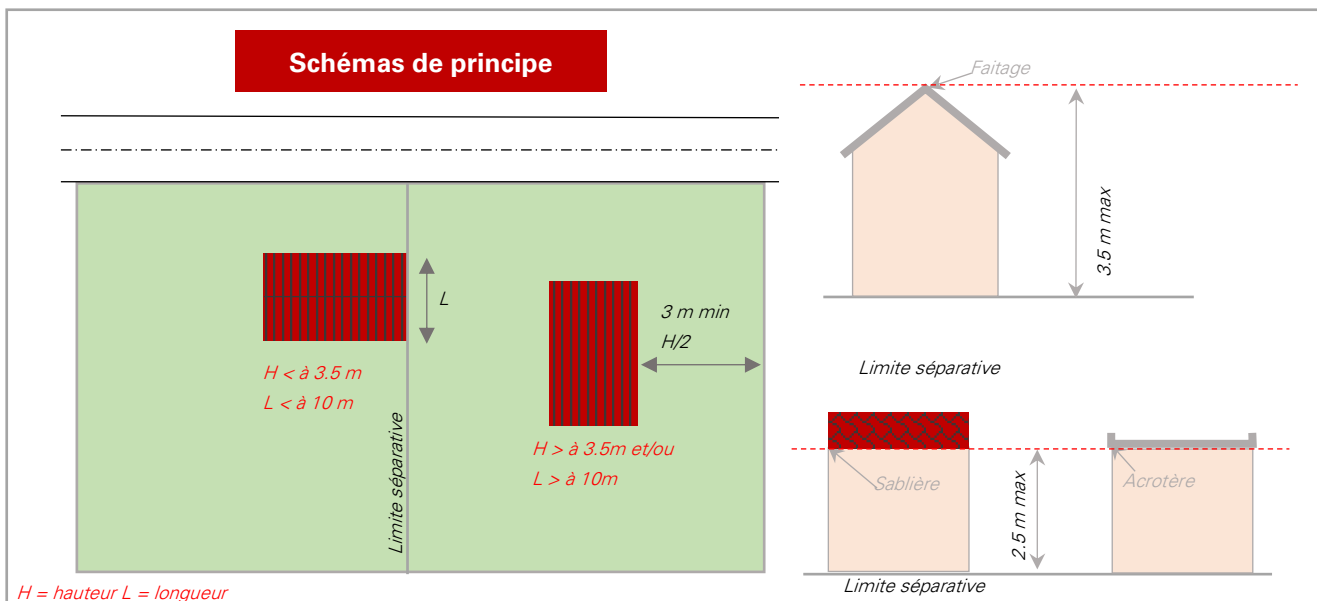 Schémas de principe
Faitage
3.5 m max
L
3 m min
H/2
H < à 3.5 m
L < à 10 m
Limite séparative
H > à 3.5m et/ou
L > à 10m
Limite séparative
Sablière
Acrotère
2.5 m max
Limite séparative
H = hauteur L = longueur